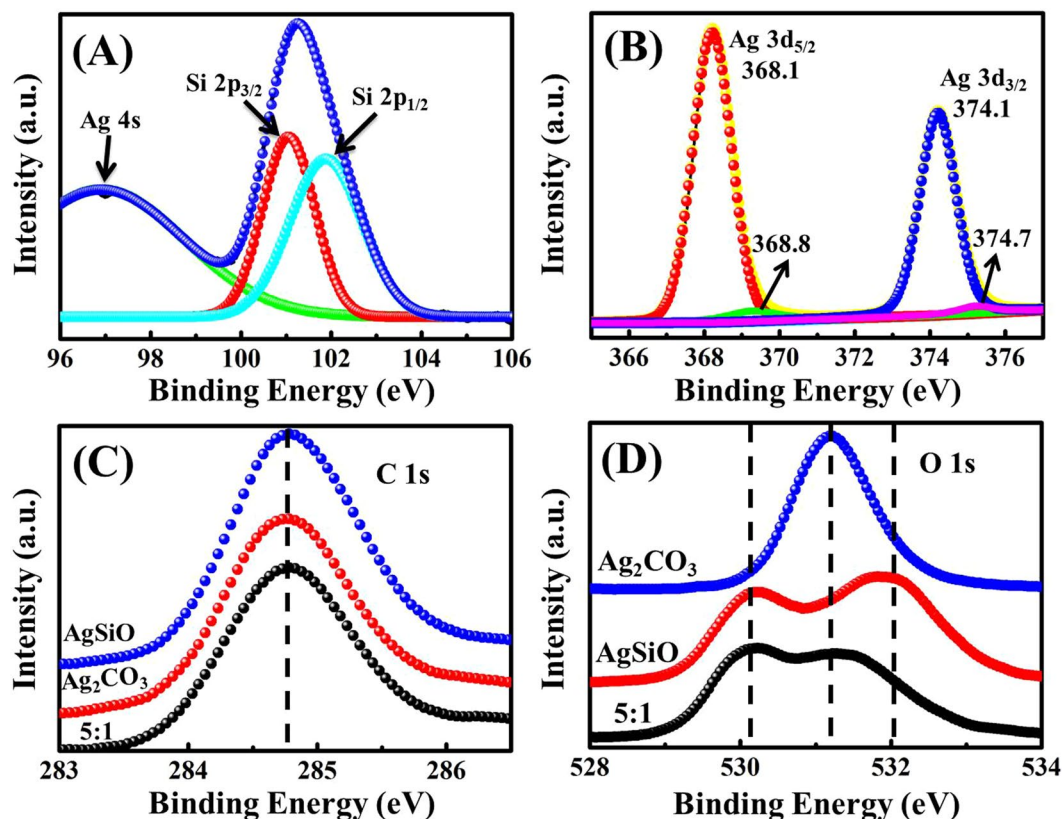 (A)
Ag 4s
Si 2p3/2
Si 2p1/2
Intensity (a.u.)
96 98 100 102 104 106
Binding Energy (eV)
(B)
Ag 3d5/2
368.1
Ag 3d3/2
374.1
368.8
374.7
Intensity (a.u.)
366 368 370 372 374 376
Binding Energy (eV)
(C)
C 1s
AgSiO
Ag2CO3
5:1
Intensity (a.u.)
283 284 285 286
Binding Energy (eV)
(D)
O 1s
Ag2CO3
AgSiO
5:1
Intensity (a.u.)
528 530 532 534
Binding Energy (eV)